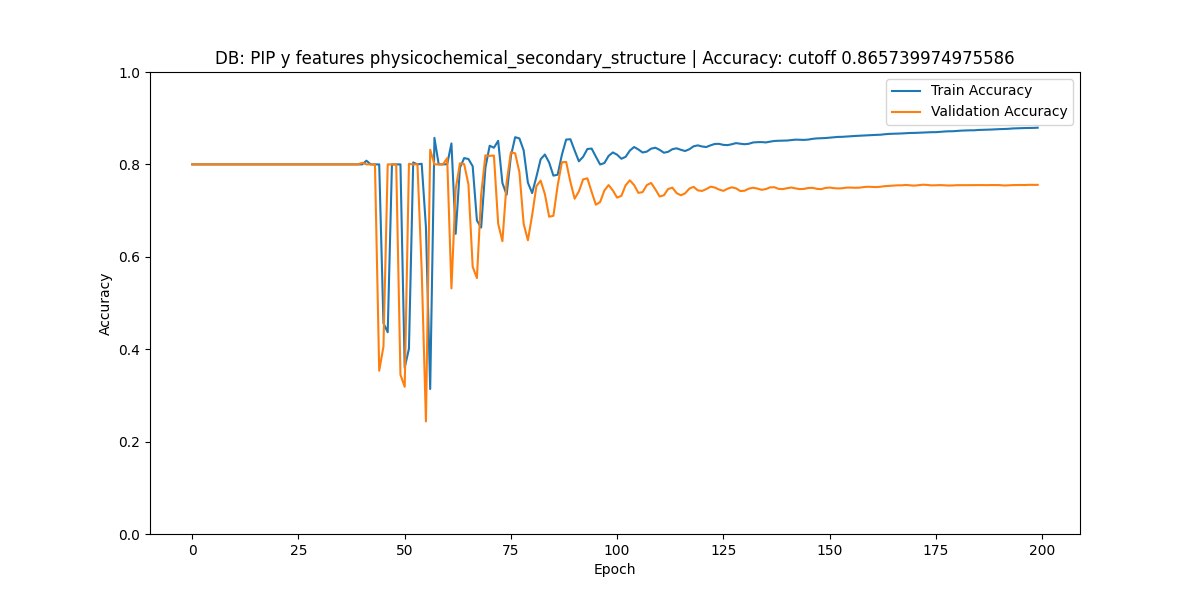 DB: PIP y features physicochemical_secondary_structure | Accuracy: cutoff 0.865739974975586
Train Accuracy
Validation Accuracy
Accuracy
1.0
0.8
0.6
0.4
0.2
0.0
0 25 50 75 100 125 150 175 200
Epoch